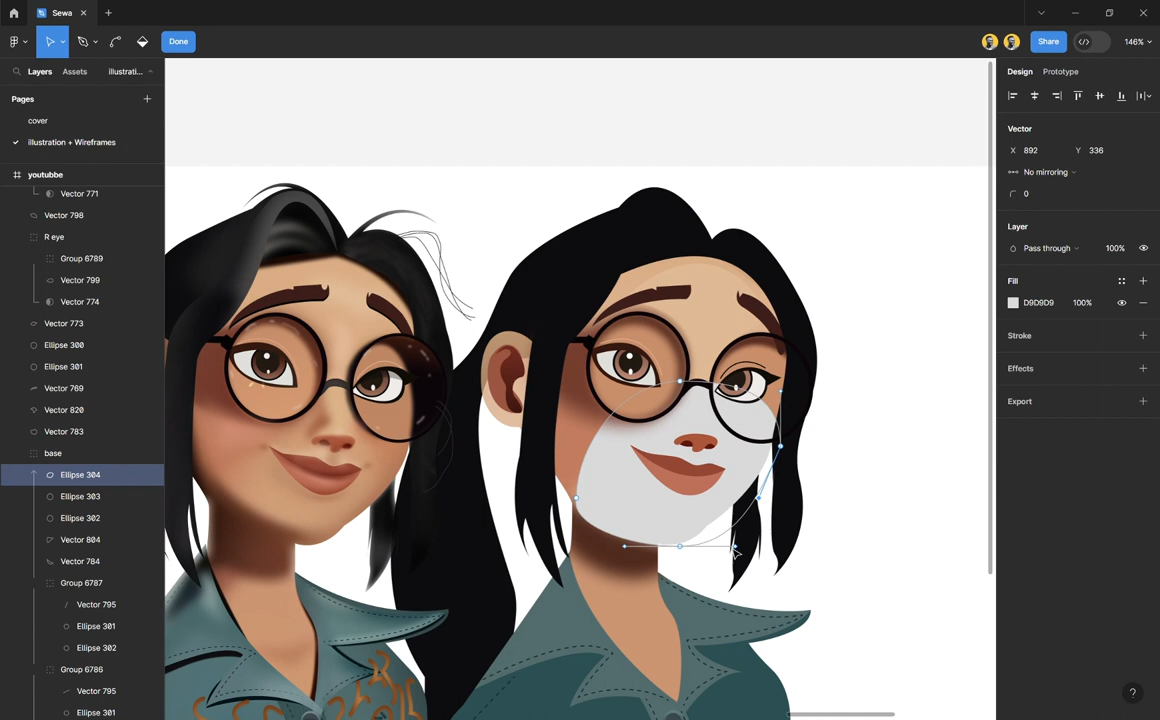 Sewa
Done
Share
146%
Layers
Assets
illustrati...
Pages
cover
illustration + Wireframes
youtubbe
Vector 771
Vector 798
R eye
Group 6789
Vector 799
Vector 774
Vector 773
Ellipse 300
Ellipse 301
Vector 769
Vector 820
Vector 783
base
Ellipse 304
Ellipse 303
Ellipse 302
Vector 804
Vector 784
Group 6787
Vector 795
Ellipse 301
Ellipse 302
Group 6786
Vector 795
Ellipse 301
Design
Prototype
Vector
X 892 Y 336
No mirroring
0
Layer
Pass through 100%
Fill
D9D9D9 100%
Stroke
Effects
Export
?